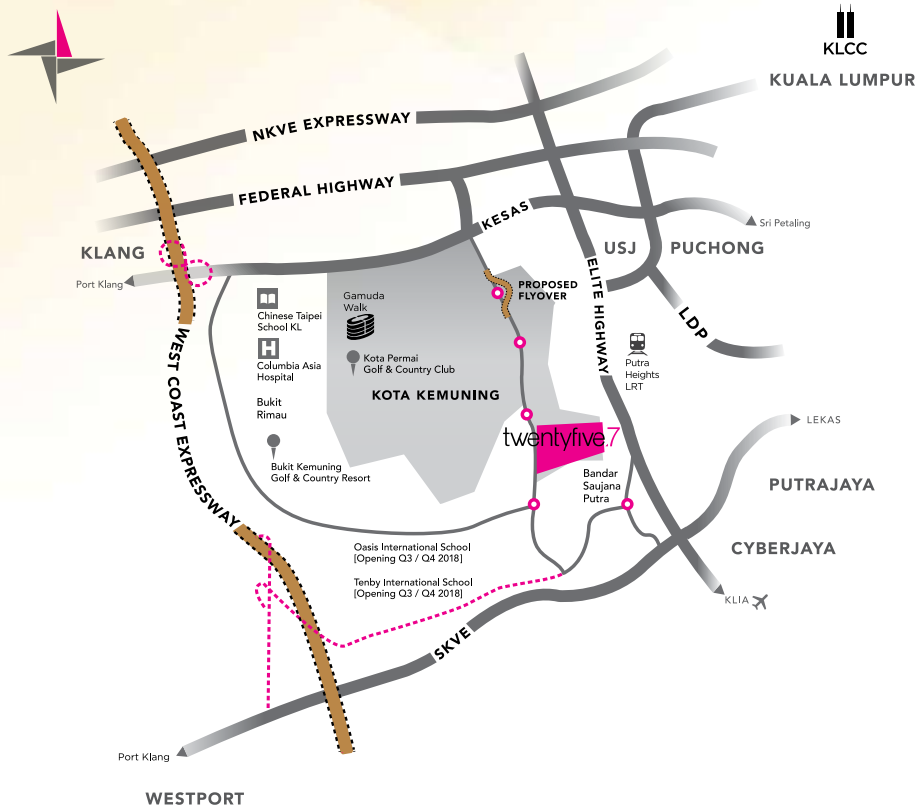 KLCC
KUALA LUMPUR
NKVE EXPRESSWAY
FEDERAL HIGHWAY
KESAS
Sri Petaling
KLANG
USJ
PUCHONG
Port Klang
ELITE HIGHWAY
PROPOSED
FLYOVER
Chinese Taipei
School KL
Gamuda
Walk
LDP
WEST COAST EXPRESSWAY
Columbia Asia
Hospital
Kota Permai
Golf & Country Club
Putra
Heights
LRT
KOTA KEMUNING
Bukit
Rimau
LEKAS
twentyfive.7
Bukit Kemuning
Golf & Country Resort
Bandar
Saujana
Putra
PUTRAJAYA
CYBERJAYA
Oasis International School
[Opening Q3 / Q4 2018]
Tenby International School
[Opening Q3 / Q4 2018]
KLIA
SKVE
Port Klang
WESTPORT